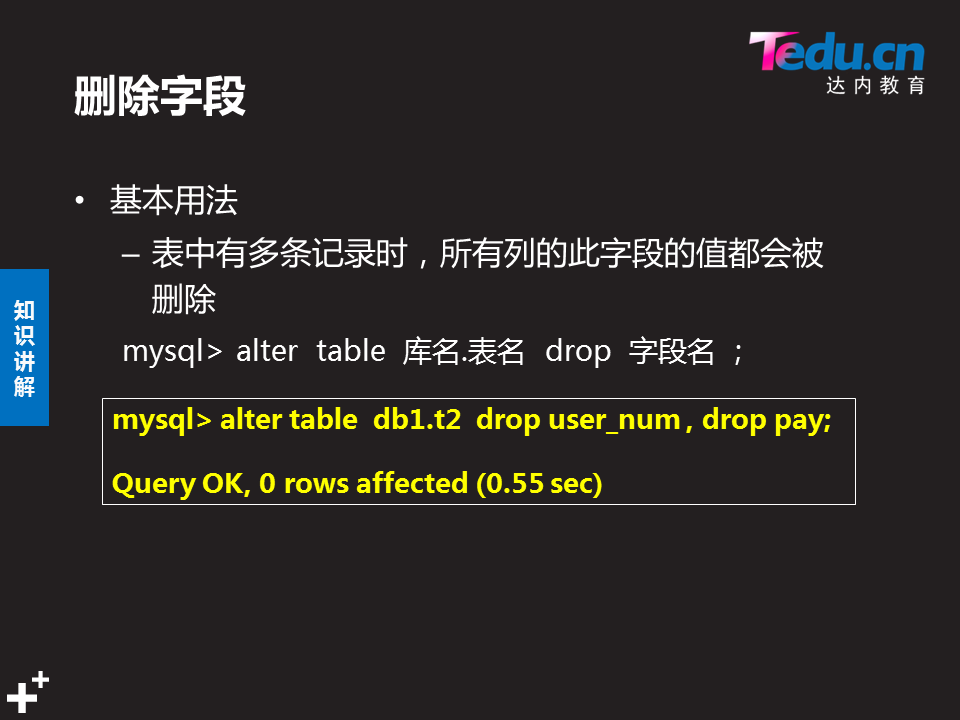 Tedu.cn
达内教育
删除字段
• 基本用法
– 表中有多条记录时，所有列的此字段的值都会被
删除
mysql> alter table 库名.表名 drop 字段名 ;
知
识
讲
解
mysql> alter table db1.t2 drop user_num , drop pay;
Query OK, 0 rows affected (0.55 sec)